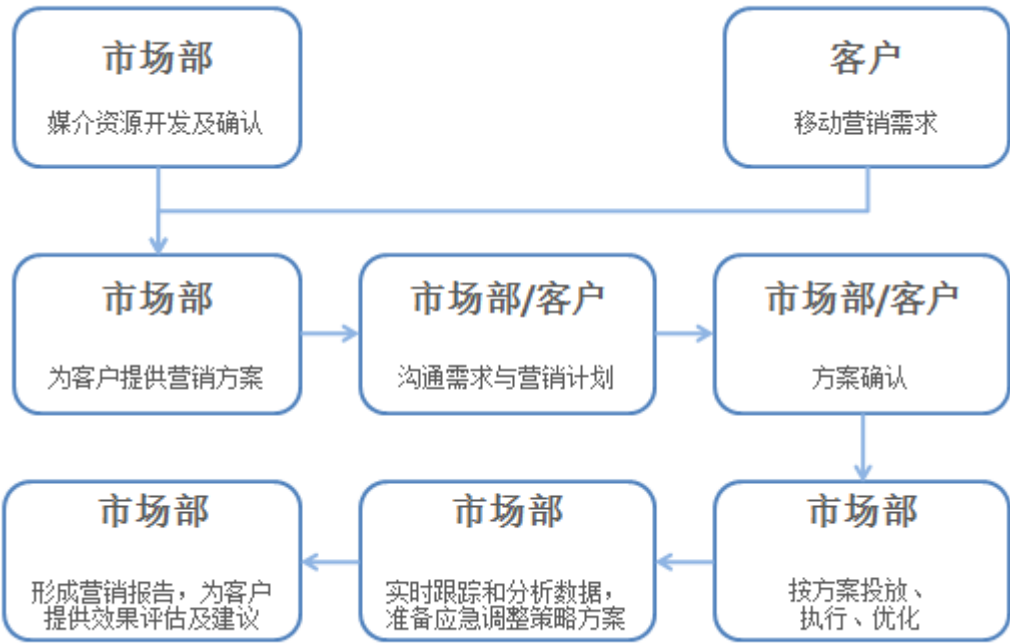 市场部
媒介资源开发及确认
客户
移动营销需求
市场部
为客户提供营销方案
市场部/客户
沟通需求与营销计划
市场部/客户
方案确认
市场部
按方案投放、
执行、优化
市场部
实时跟踪和分析数据，
准备应急调整策略方案
市场部
形成营销报告，为客户
提供效果评估及建议